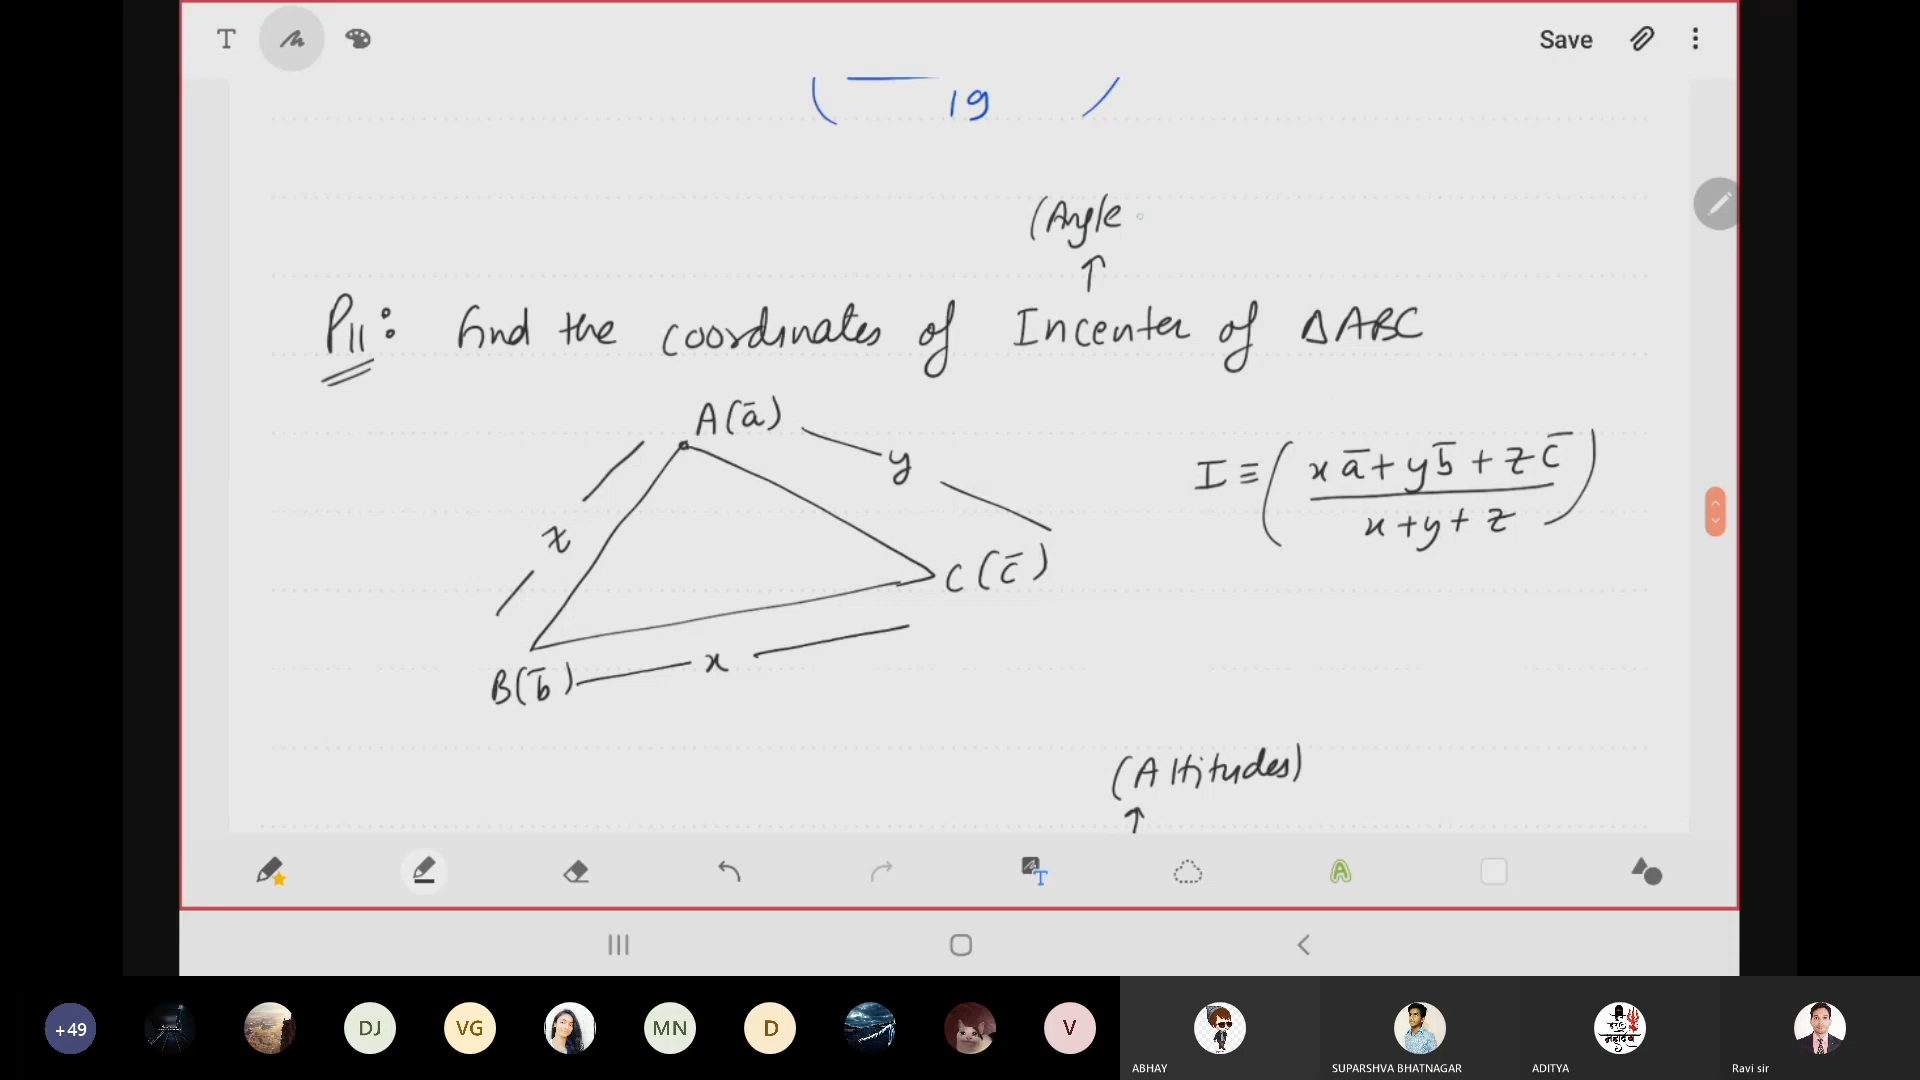 T
Save
19
(Angle
↑
P11: Find the coordinates of Incenter of ΔABC
A(a̅)
y
z
C(c̅)
B(b̅)
x
I ≡ (xa̅ + yb̅ + zc̅ / x + y + z)
(Altitudes)
↑
T
A
+49
DJ
VG
MN
D
V
ABHAY
SUPARSHVA BHATNAGAR
ADITYA
Ravi sir